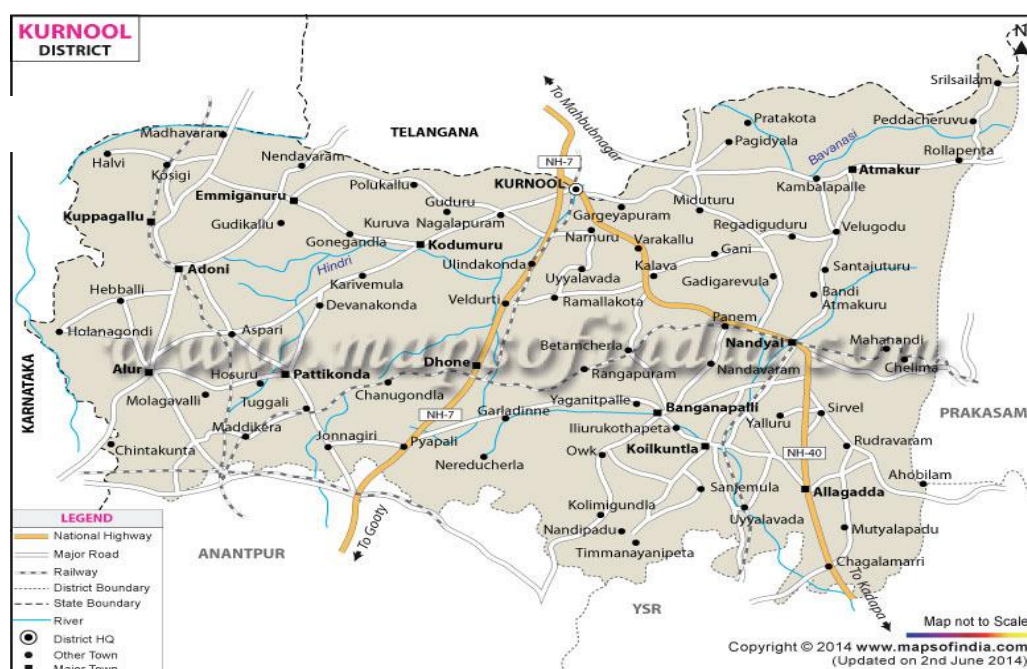 KURNOOL
DISTRICT
N
Srilsailam
To Mahbubnagar
Pratakota
Peddacheruvu
Madhavaram
TELANGANA
Pagidyala
Bavanasi
Halvi
Nendavaram
NH-7
Rollapenta
Kosigi
Atmakur
Polukallu
KURNOOL
Kambalapalle
Emmiganuru
Guduru
Gargeyapuram
Miduturu
Kuppagallu
Gudikallu
Kuruva
Nagalapuram
Regadiguduru
Velugodu
Gonegandla
Kodumuru
Narnuru
Varakallu
Gani
Hindri
Ulindakonda
Adoni
Karivemula
Uyyalavada
Kalava
Gadigarevula
Santajuturu
Hebballi
Devanakonda
Veldurti
Ramallakota
Bandi
Atmakuru
Holanagondi
Aspari
Panem
www.mapsofindia.com
Betamcherla
Nandyal
Mahanandi
KARNATAKA
Alur
Hosuru
Pattikonda
Dhone
Rangapuram
Nandavaram
Chelima
Molagavalli
Tuggali
Chanugondla
Yaganitpalle
Banganapalli
PRAKASAM
NH-7
Garladinne
Yalluru
Sirvel
Maddikera
Illiurukothapeta
Chintakunta
Jonnagiri
Pyapali
Koilkuntla
NH-40
Rudravaram
Nereducherla
Owk
Ahobilam
Sanjemula
Allagadda
Kolimigundla
Uyyalavada
Nandipadu
Mutyalapadu
To Gooty
ANANTPUR
Timmanayanipeta
Chagalamarri
To Kadapa
YSR
LEGEND
National Highway
Major Road
Railway
District Boundary
State Boundary
River
District HQ
Other Town
Major Town
Map not to Scale
Copyright © 2014 www.mapsofindia.com
(Updated on 2nd June 2014)